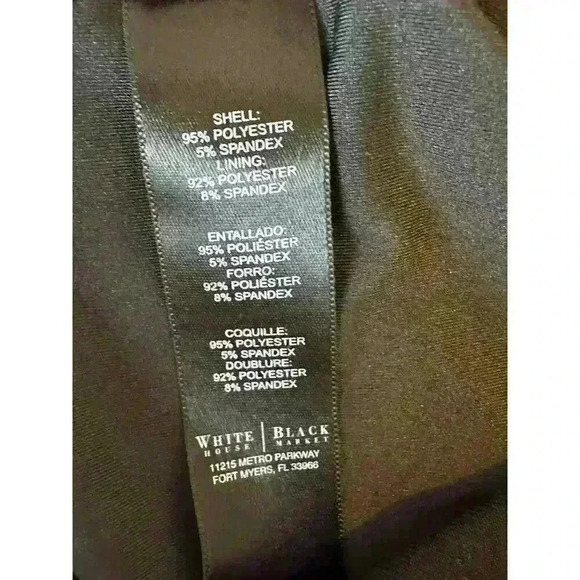 SHELL:
95% POLYESTER
5% SPANDEX
LINING:
92% POLYESTER
8% SPANDEX
ENTALLADO:
95% POLIÉSTER
5% SPANDEX
FORRO:
92% POLIÉSTER
8% SPANDEX
COQUILLE:
95% POLYESTER
5% SPANDEX
DOUBLURE:
92% POLYESTER
8% SPANDEX
WHITE | BLACK
HOUSE | MARKET
11215 METRO PARKWAY
FORT MYERS, FL 33966